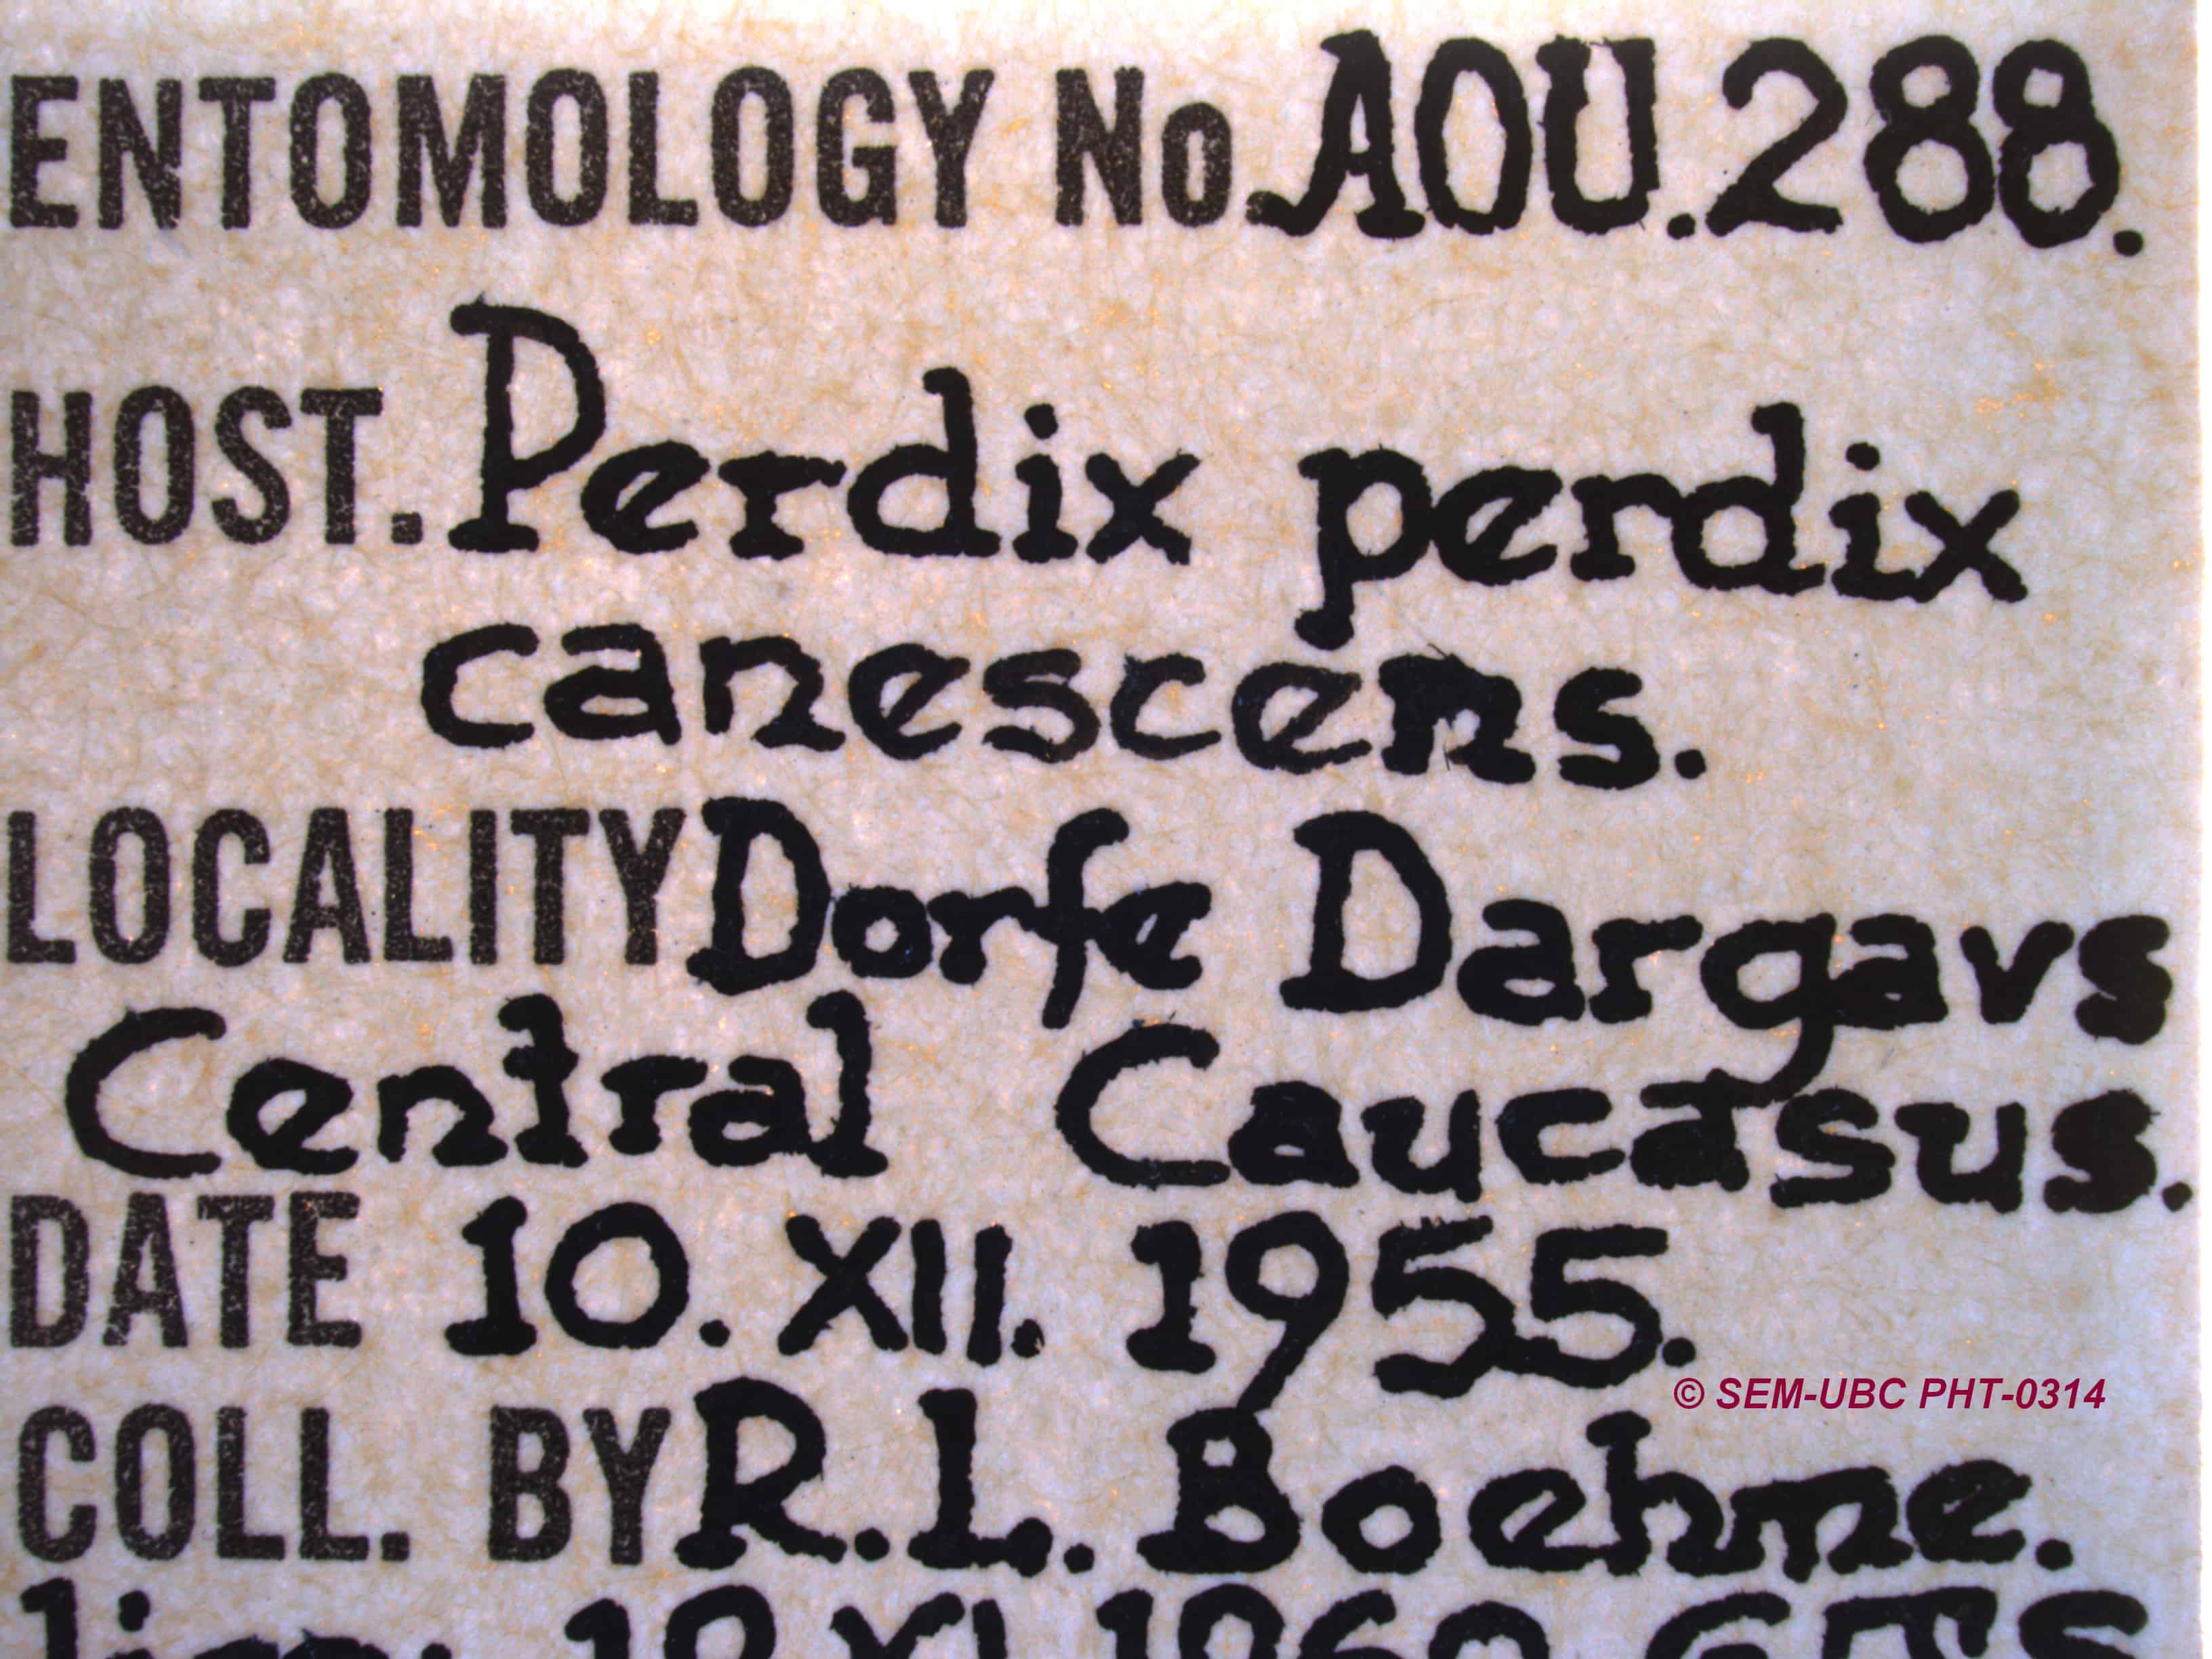 ENTOMOLOGY No. AOU.288.
HOST. Perdix perdix
canescens.
LOCALITY Dorfe Dargavs
Central Caucasus.
DATE 10. XII. 1955.
© SEM-UBC PHT-0314
COLL. BY R.L. Boehme.